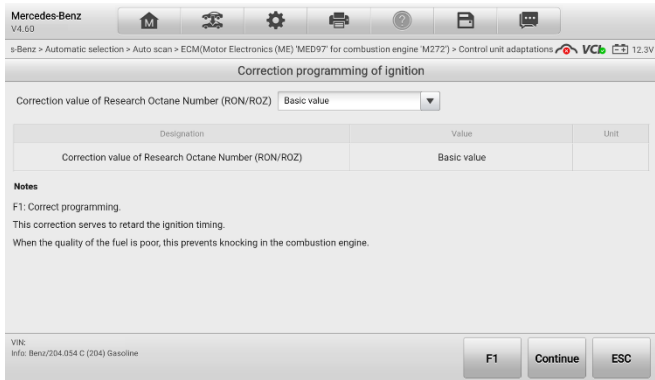 Mercedes-Benz
V4.60
M
?
s-Benz > Automatic selection > Auto scan > ECM(Motor Electronics (ME) 'MED97' for combustion engine 'M272') > Control unit adaptations VCI 12.3V
Correction programming of ignition
Correction value of Research Octane Number (RON/ROZ) Basic value
Designation Value Unit
Correction value of Research Octane Number (RON/ROZ) Basic value
Notes
F1: Correct programming.
This correction serves to retard the ignition timing.
When the quality of the fuel is poor, this prevents knocking in the combustion engine.
VIN:
Info: Benz/204.054 C (204) Gasoline
F1 Continue ESC